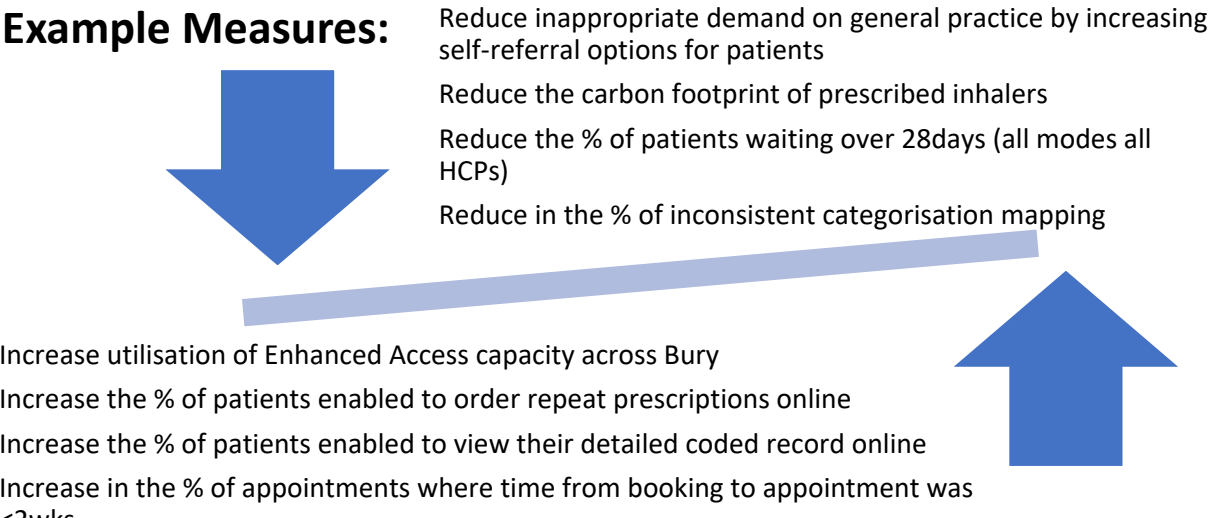 Example Measures:
Reduce inappropriate demand on general practice by increasing
self-referral options for patients
Reduce the carbon footprint of prescribed inhalers
Reduce the % of patients waiting over 28days (all modes all
HCPs)
Reduce in the % of inconsistent categorisation mapping
Increase utilisation of Enhanced Access capacity across Bury
Increase the % of patients enabled to order repeat prescriptions online
Increase the % of patients enabled to view their detailed coded record online
Increase in the % of appointments where time from booking to appointment was
<2wks